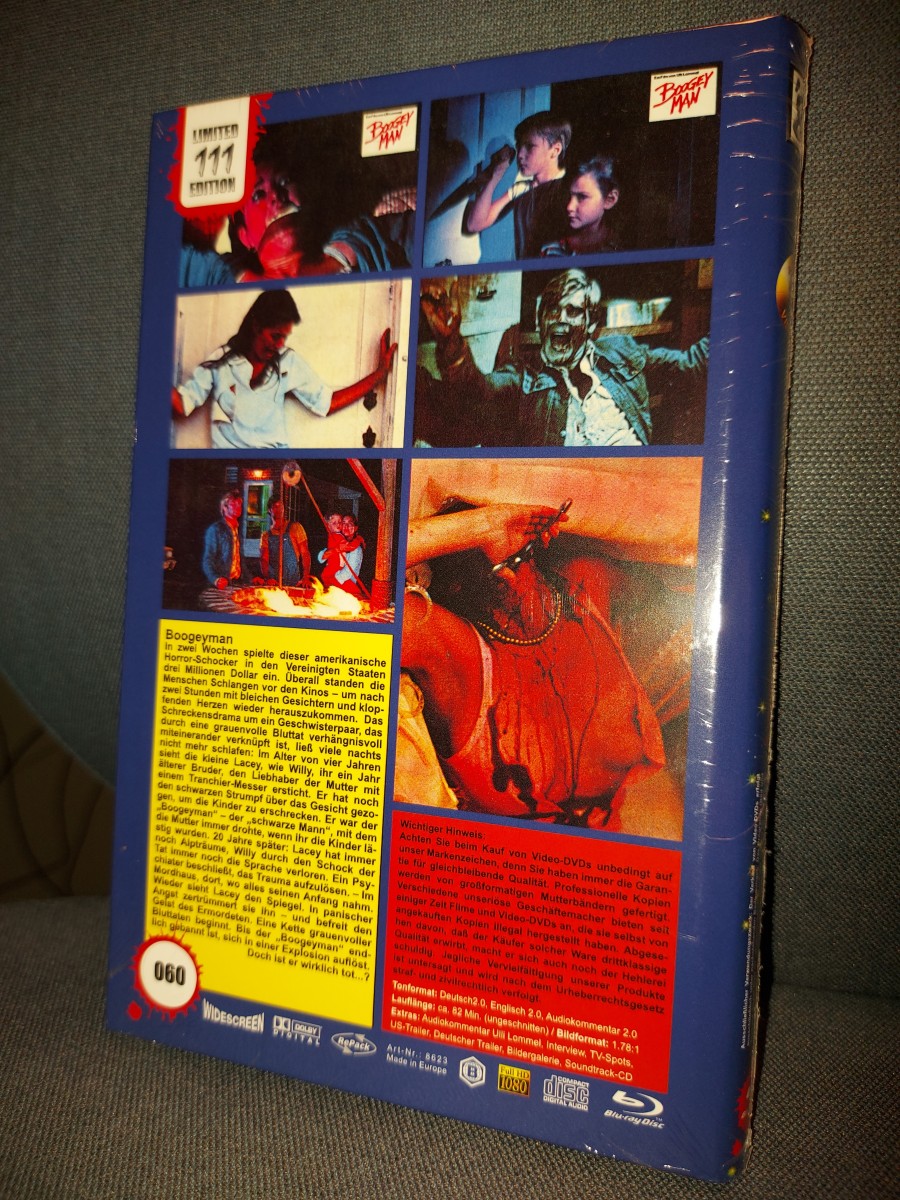 LIMITED
111
EDITION
BOOGEY
MAN
BOOGEY
MAN
Boogeyman
In zwei Wochen spielte dieser amerikanische
Horror-Schocker in den Vereinigten Staaten
drei Millionen Dollar ein. Überall standen die
Menschen Schlangen vor den Kinos – um nach
zwei Stunden mit bleichen Gesichtern und klop-
fenden Herzen wieder herauszukommen. Das
Schreckensdrama um ein Geschwisterpaar, das
durch eine grauenvolle Bluttat verhängnisvoll
miteinerander verknüpft ist, ließ viele nachts
nicht mehr schlafen: Im Alter von vier Jahren
sieht die kleine Lacey, wie Willy, ihr ein Jahr
älterer Bruder, den Liebhaber der Mutter mit
einem Tranchier-Messer ersticht. Er hat noch
den schwarzen Strumpf über das Gesicht gezo-
gen, um die Kinder zu erschrecken. Er war der
„Boogeyman" – der „schwarze Mann", mit dem
die Mutter immer drohte, wenn ihr die Kinder lä-
stig wurden. 20 Jahre später: Lacey hat immer
noch Alpträume, Willy durch den Schock der
Tat immer noch die Sprache verloren. Ein Psy-
chiater beschließt, das Trauma aufzulösen. – Im
Mordhaus, dort, wo alles seinen Anfang nahm.
Wieder sieht Lacey den Spiegel. In panischer
Angst zertrümmert sie ihn – und befreit den
Geist des Ermordeten. Eine Kette grauenvoller
Bluttaten beginnt. Bis der „Boogeyman" end-
lich gebannt ist, sich in einer Explosion auflöst.
Doch ist er wirklich tot...?
Wichtiger Hinweis:
Achten Sie beim Kauf von Video-DVDs unbedingt auf
unser Markenzeichen, denn Sie haben immer die Garan-
tie für gleichbleibende Qualität. Professionelle Kopien
werden von großformatigen Mutterbändern gefertigt.
Verschiedene unseriöse Geschäftemacher bieten seit
einiger Zeit Filme und Video-DVDs an, die sie selbst von
angekauften Kopien illegal hergestellt haben. Abgese-
hen davon, daß der Käufer solcher Ware drittklassige
Qualität erwirbt, macht er sich auch noch der Hehlerei
schuldig. Jegliche Vervielfältigung unserer Produkte
ist untersagt und wird nach dem Urheberrechtsgesetz
straf- und zivilrechtlich verfolgt.
Tonformat: Deutsch2.0, Englisch 2.0, Audiokommentar 2.0
Lauflänge: ca. 82 Min. (ungeschnitten) / Bildformat: 1.78:1
Extras: Audiokommentar Ulli Lommel, Interview, TV-Spots,
US-Trailer, Deutscher Trailer, Bildergalerie, Soundtrack-CD
060
WIDESCREEN
DOLBY
DIGITAL
RePack
Art-Nr.: 8623
Made in Europe
Full HD
1080
COMPACT
disc
DIGITAL AUDIO
Blu-ray Disc